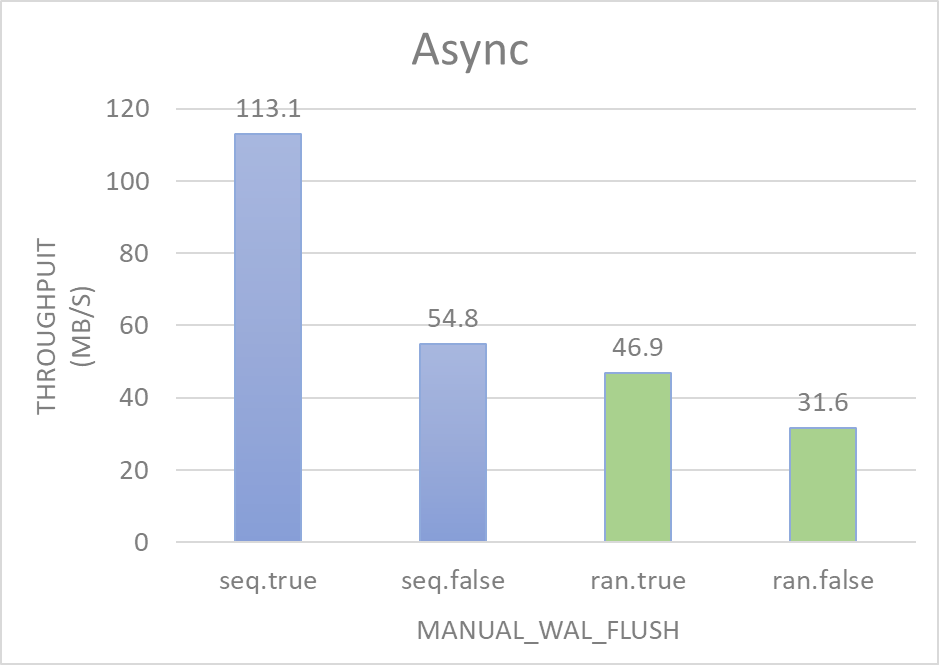 Async
THROUGHPUIT
(MB/S)
120
100
80
60
40
20
0
113.1
54.8
46.9
31.6
seq.true
seq.false
ran.true
ran.false
MANUAL_WAL_FLUSH